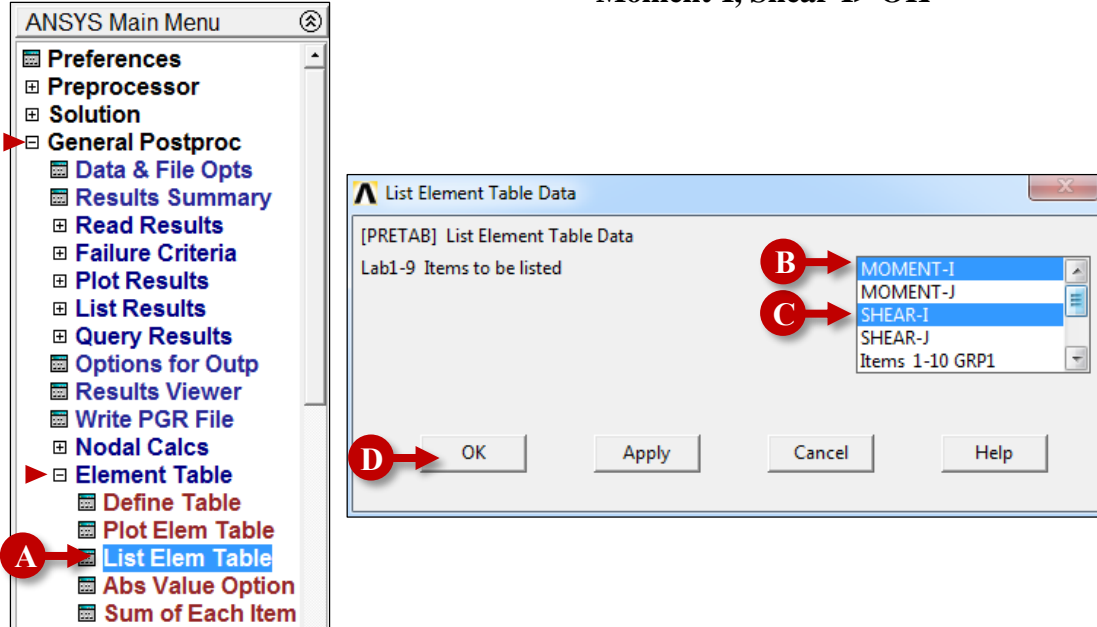 Moment-I, Shear-I> OK
ANSYS Main Menu
Preferences
Preprocessor
Solution
General Postproc
Data & File Opts
Results Summary
Read Results
Failure Criteria
Plot Results
List Results
Query Results
Options for Outp
Results Viewer
Write PGR File
Nodal Calcs
Element Table
Define Table
Plot Elem Table
A List Elem Table
Abs Value Option
Sum of Each Item
List Element Table Data
[PRETAB] List Element Table Data
Lab1-9 Items to be listed
B MOMENT-I
MOMENT-J
C SHEAR-I
SHEAR-J
Items 1-10 GRP1
D OK Apply Cancel Help